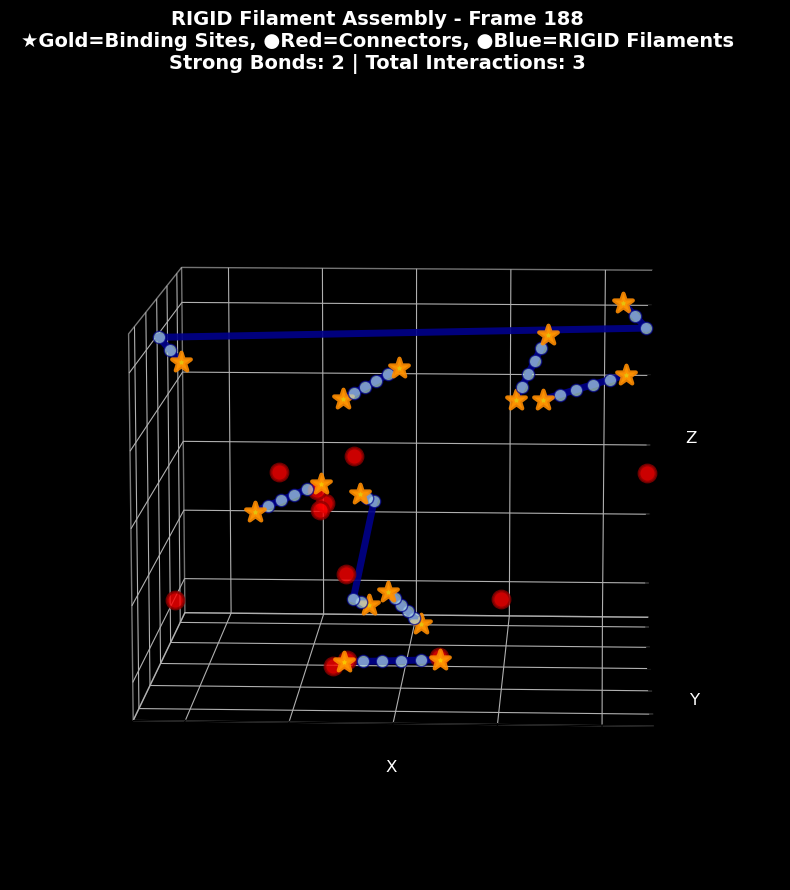 RIGID Filament Assembly - Frame 188
★Gold=Binding Sites, ●Red=Connectors, ●Blue=RIGID Filaments
Strong Bonds: 2 | Total Interactions: 3
Z
Y
X